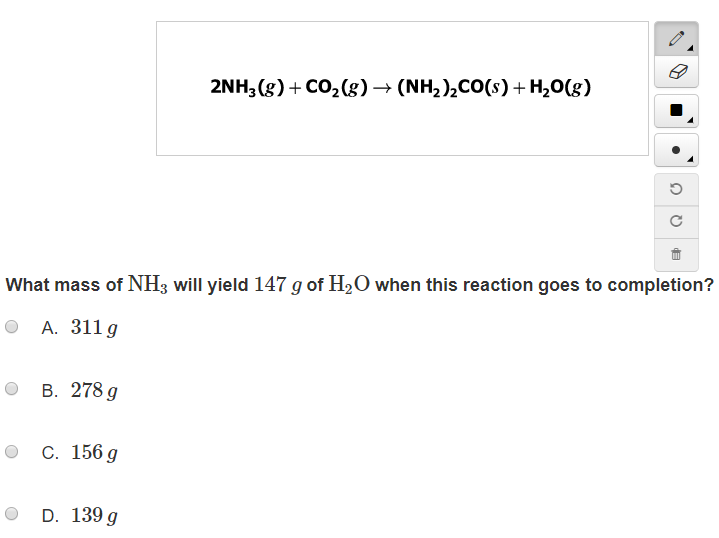 2NH₃(g) + CO₂(g) → (NH₂)₂CO(s) + H₂O(g)
What mass of NH₃ will yield 147 g of H₂O when this reaction goes to completion?
A. 311 g
B. 278 g
C. 156 g
D. 139 g